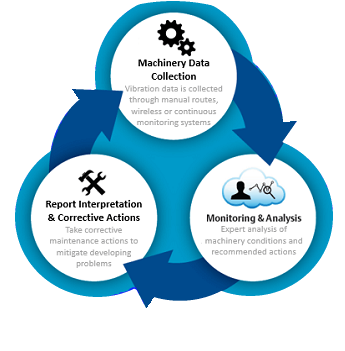 Machinery Data
Collection
Vibration data is collected
through manual routes,
wireless or continuous
monitoring systems
Report Interpretation
& Corrective Actions
Take corrective
maintenance actions to
mitigate developing
problems
Monitoring & Analysis
Expert analysis of
machinery conditions and
recommended actions